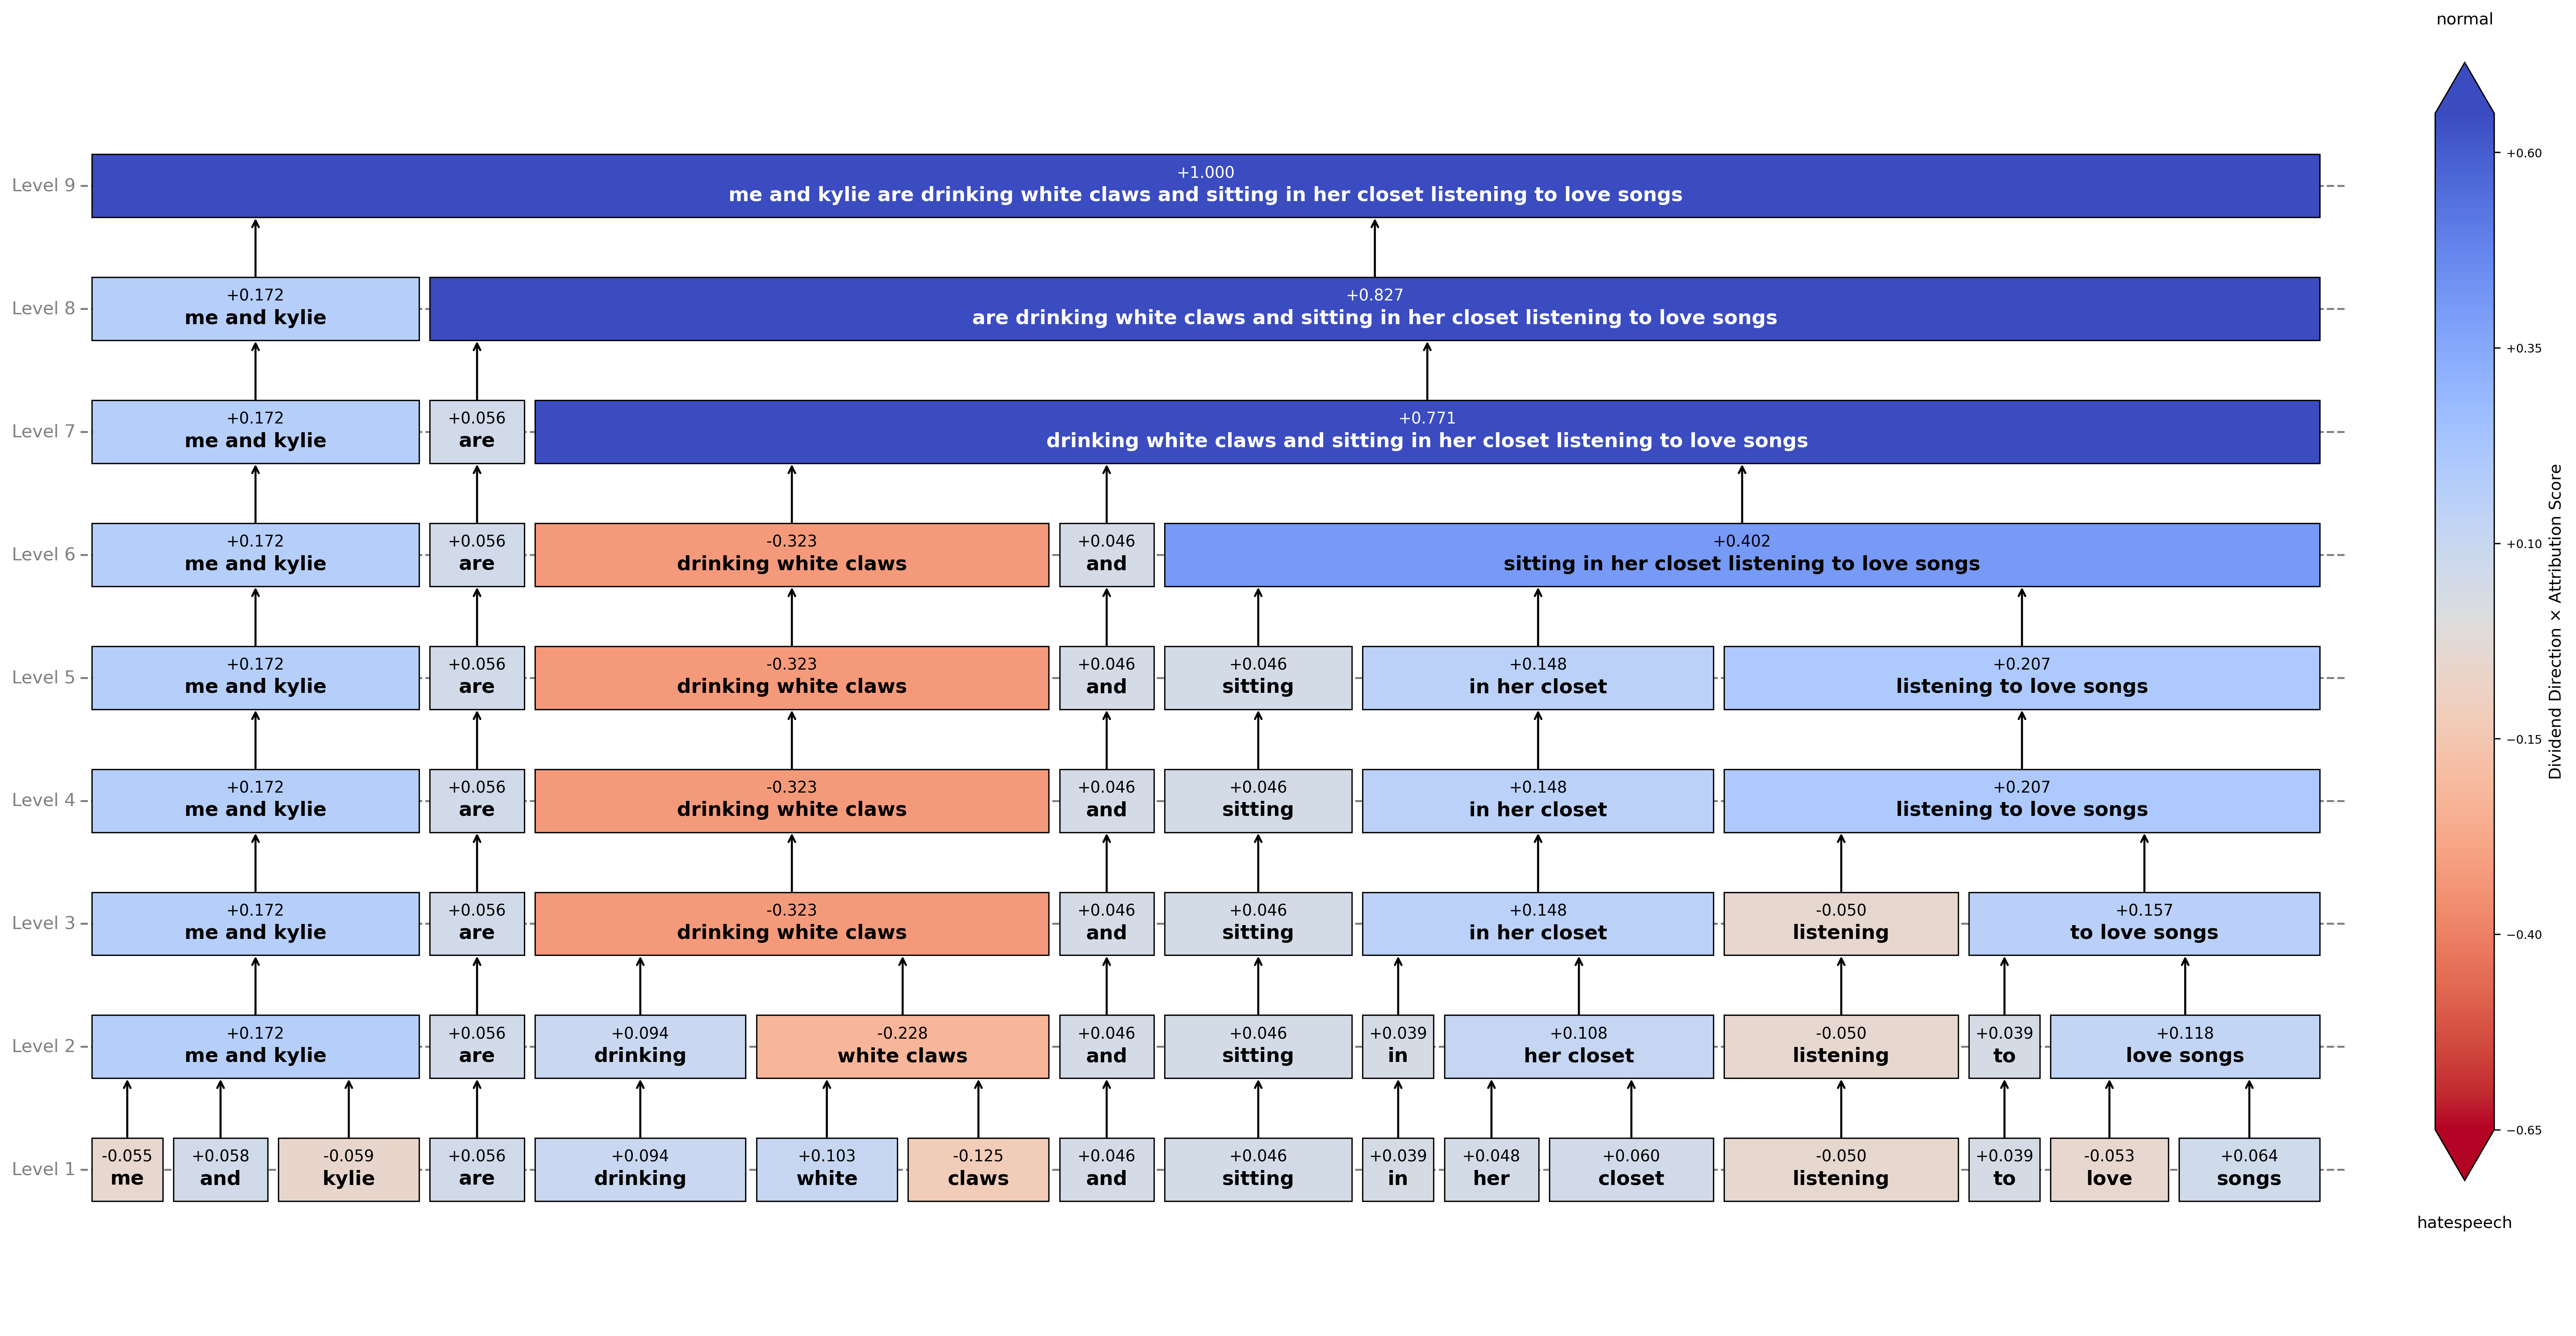 normal
Level 9
+1.000
me and kylie are drinking white claws and sitting in her closet listening to love songs
Level 8
+0.172
me and kylie
+0.827
are drinking white claws and sitting in her closet listening to love songs
Level 7
+0.172
me and kylie
+0.056
are
+0.771
drinking white claws and sitting in her closet listening to love songs
Level 6
+0.172
me and kylie
+0.056
are
-0.323
drinking white claws
+0.046
and
+0.402
sitting in her closet listening to love songs
Level 5
+0.172
me and kylie
+0.056
are
-0.323
drinking white claws
+0.046
and
+0.046
sitting
+0.148
in her closet
+0.207
listening to love songs
Level 4
+0.172
me and kylie
+0.056
are
-0.323
drinking white claws
+0.046
and
+0.046
sitting
+0.148
in her closet
+0.207
listening to love songs
Level 3
+0.172
me and kylie
+0.056
are
-0.323
drinking white claws
+0.046
and
+0.046
sitting
+0.148
in her closet
-0.050
listening
+0.157
to love songs
Level 2
+0.172
me and kylie
+0.056
are
+0.094
drinking
-0.228
white claws
+0.046
and
+0.046
sitting
+0.039
in
+0.108
her closet
-0.050
listening
+0.039
to
+0.118
love songs
Level 1
-0.055
me
+0.058
and
-0.059
kylie
+0.056
are
+0.094
drinking
+0.103
white
-0.125
claws
+0.046
and
+0.046
sitting
+0.039
in
+0.048
her
+0.060
closet
-0.050
listening
+0.039
to
-0.053
love
+0.064
songs
+0.60
+0.35
+0.10
−0.15
−0.40
−0.65
Dividend Direction × Attribution Score
hatespeech